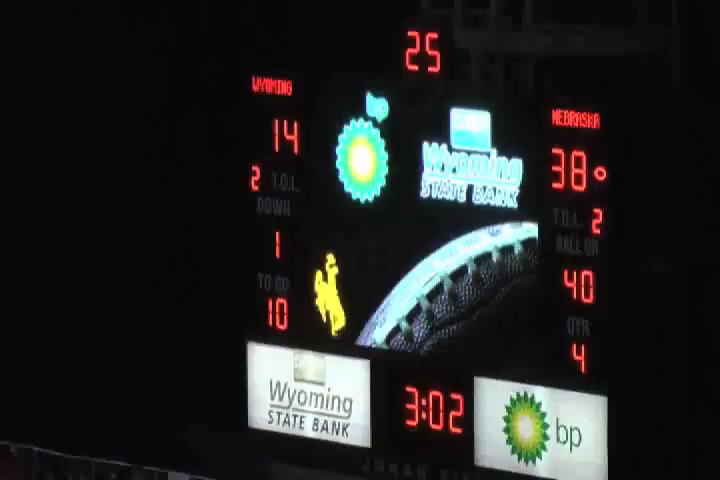 25
WYOMING
NEBRASKA
bp
Wyoming
STATE BANK
14
38
2 T.O.L.
T.O.L. 2
DOWN
BALL ON
1
40
TO GO
QTR
10
4
Wyoming
STATE BANK
3:02
bp